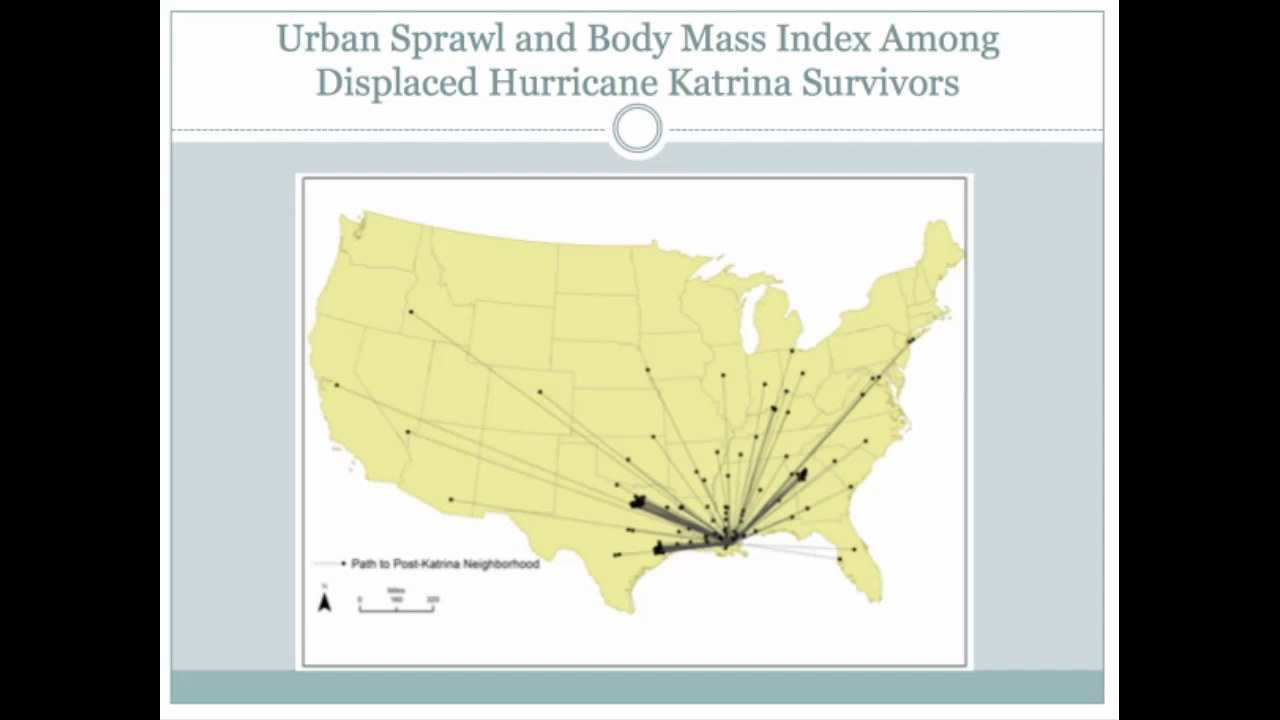 Urban Sprawl and Body Mass Index Among
Displaced Hurricane Katrina Survivors
Path to Post-Katrina Neighborhood
N
Miles
0 160 320